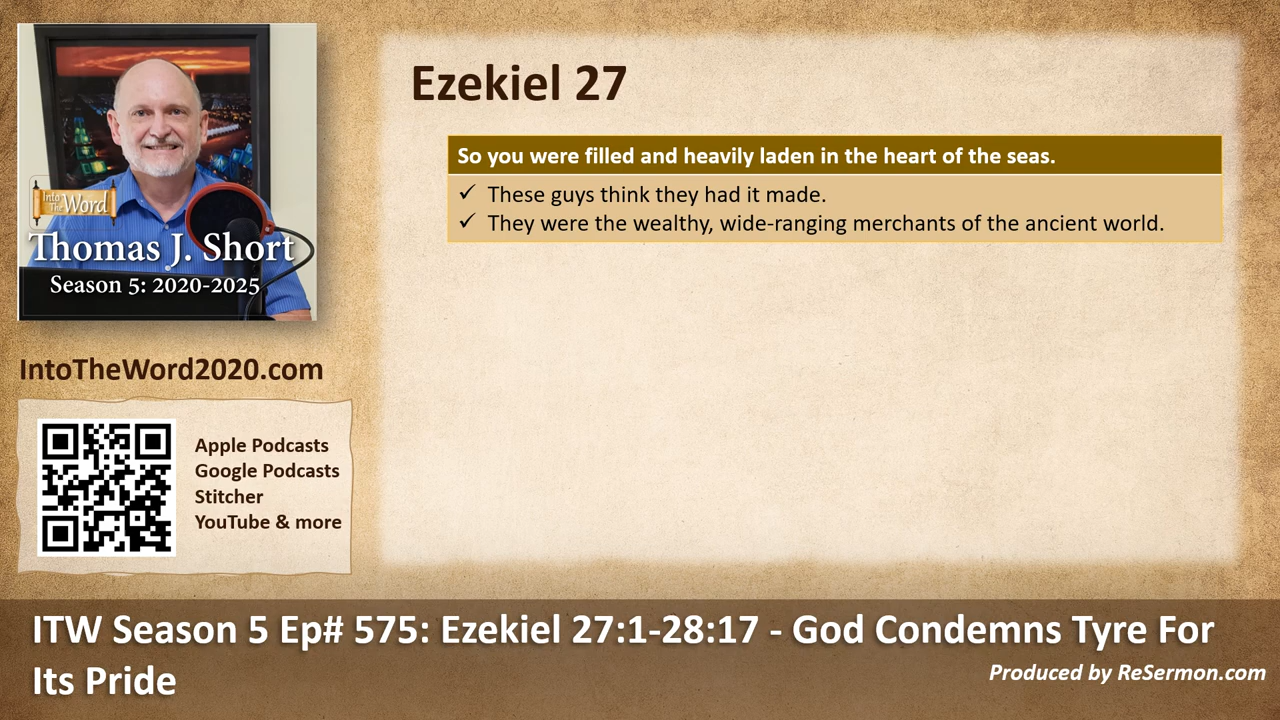 Into
The Word
Thomas J. Short
Season 5: 2020-2025
IntoTheWord2020.com
Apple Podcasts
Google Podcasts
Stitcher
YouTube & more
Ezekiel 27
So you were filled and heavily laden in the heart of the seas.
✓ These guys think they had it made.
✓ They were the wealthy, wide-ranging merchants of the ancient world.
ITW Season 5 Ep# 575: Ezekiel 27:1-28:17 - God Condemns Tyre For
Its Pride
Produced by ReSermon.com